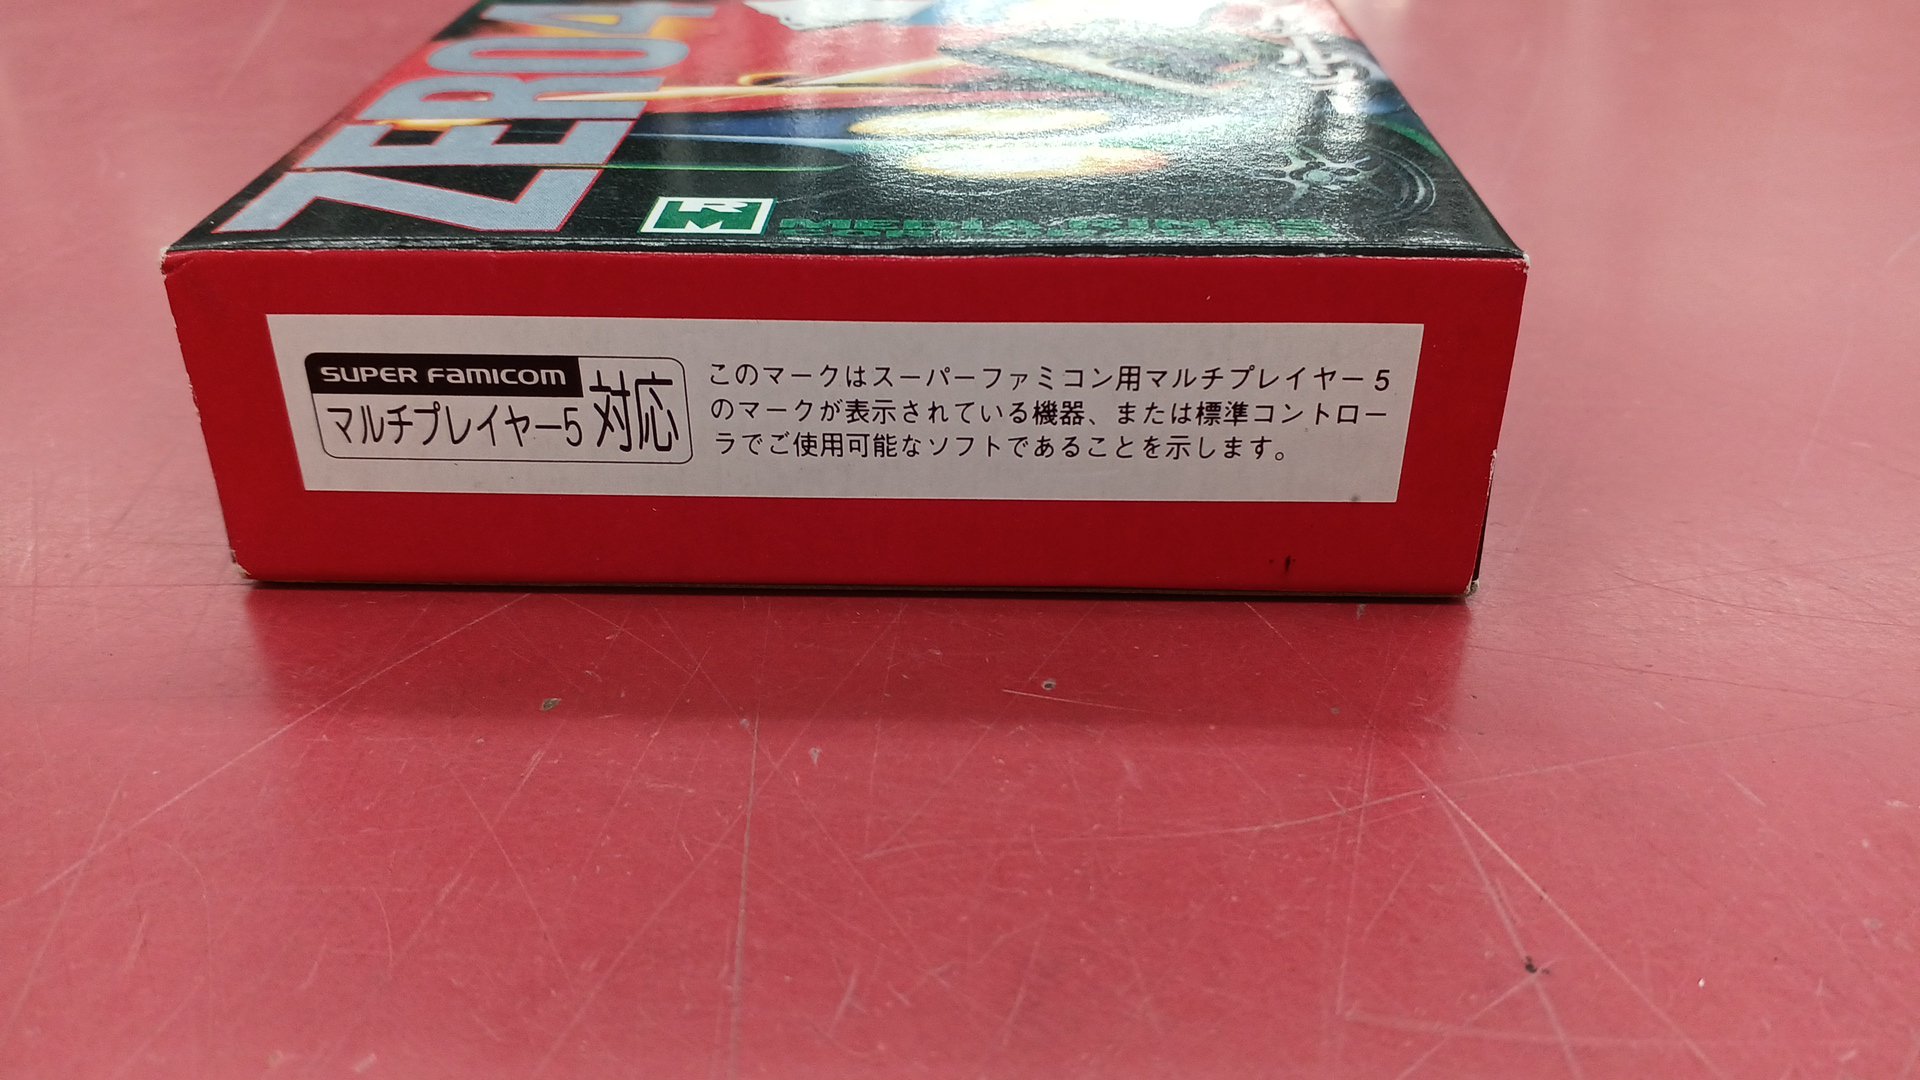 ZERO4
RM
SUPER FAMICOM
マルチプレイヤー5 対応
このマークはスーパーファミコン用マルチプレイヤー5
のマークが表示されている機器、または標準コントロー
ラでご使用可能なソフトであることを示します。